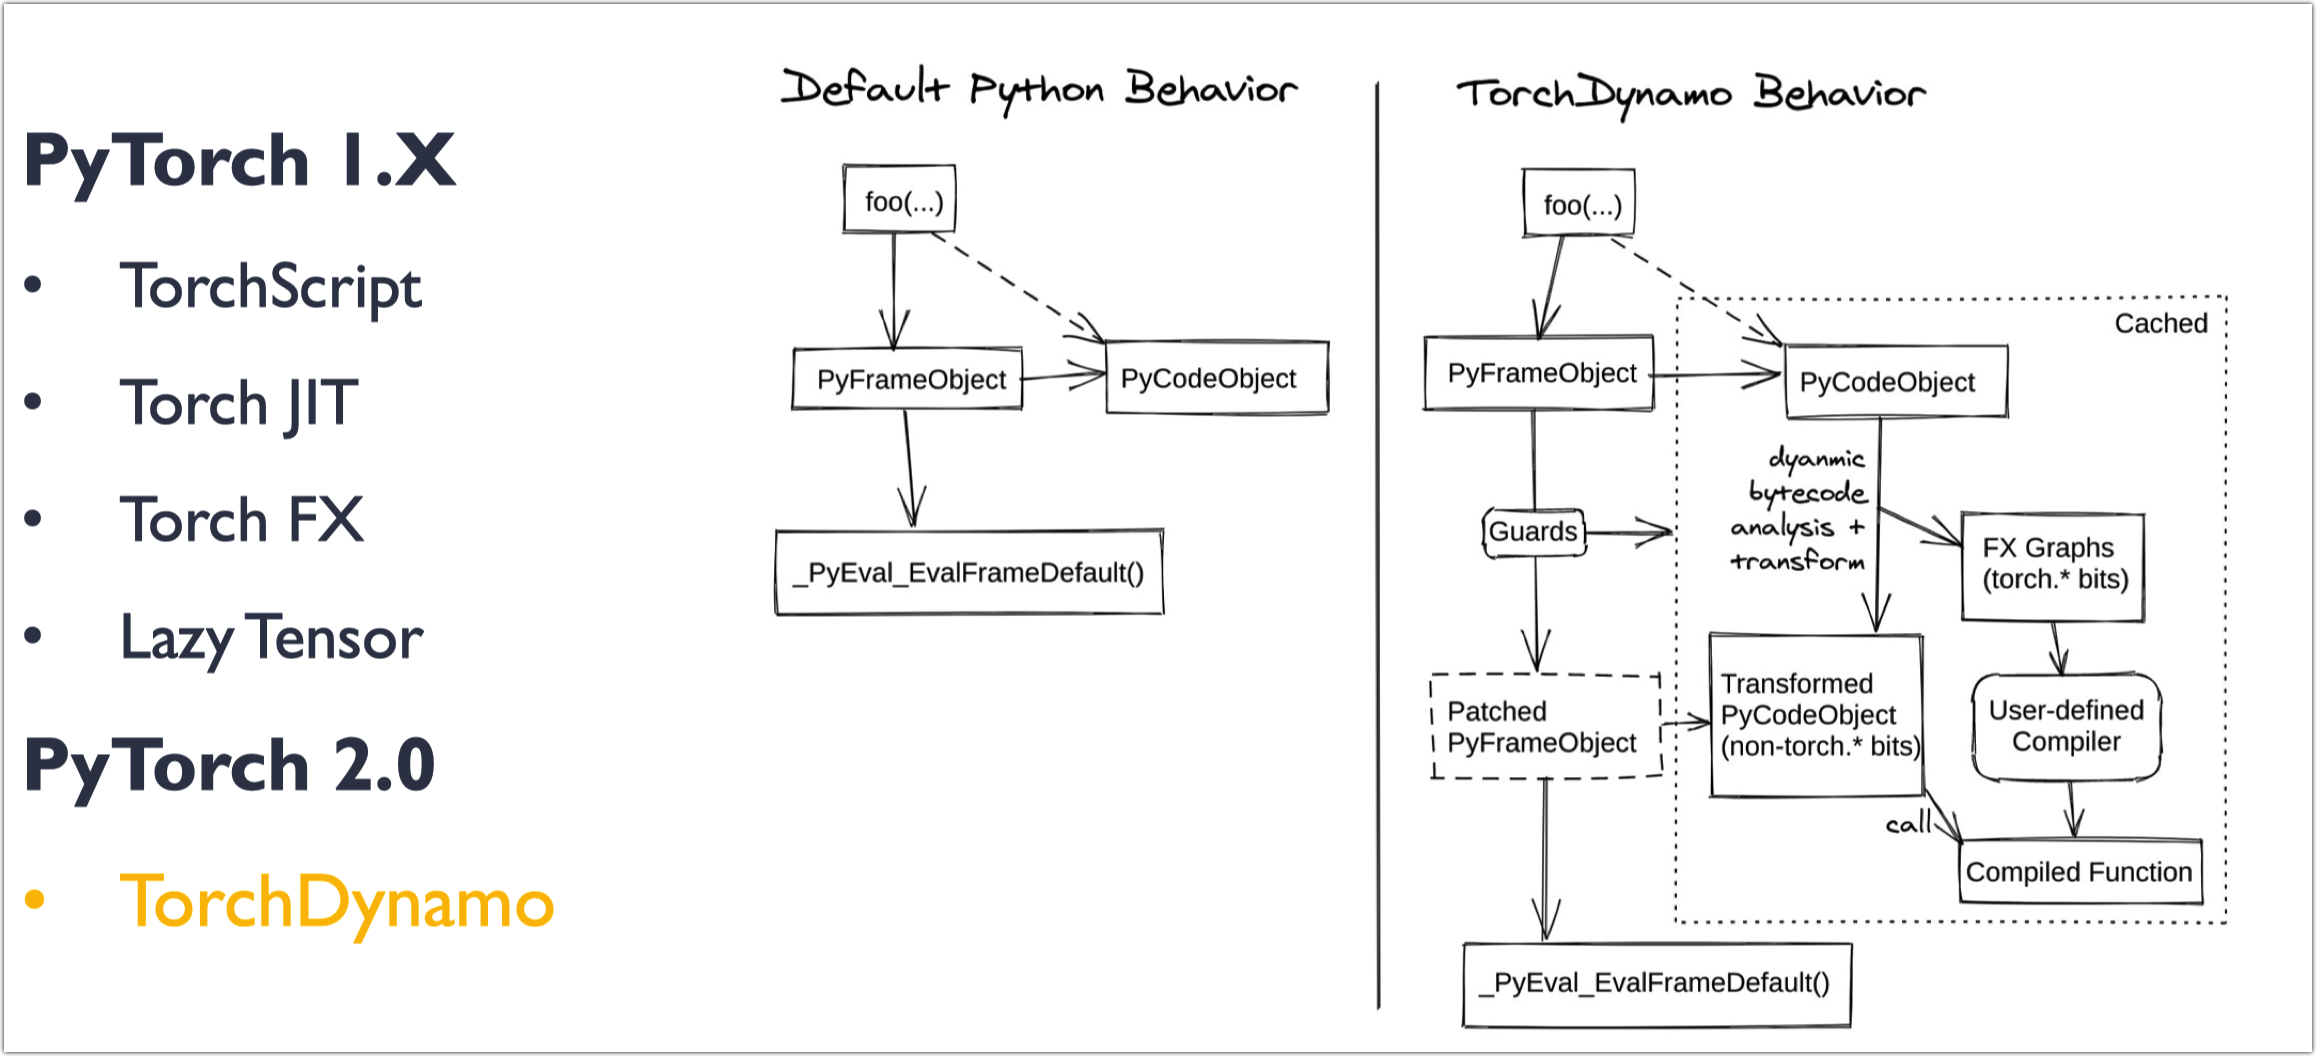 PyTorch 1.X
• TorchScript
• Torch JIT
• Torch FX
• Lazy Tensor
PyTorch 2.0
• TorchDynamo
Default Python Behavior
foo(...)
PyFrameObject
PyCodeObject
_PyEval_EvalFrameDefault()
TorchDynamo Behavior
foo(...)
Cached
PyFrameObject
PyCodeObject
dyanmic
bytecode
analysis +
transform
Guards
FX Graphs
(torch.* bits)
Patched
PyFrameObject
Transformed
PyCodeObject
(non-torch.* bits)
User-defined
Compiler
call
Compiled Function
_PyEval_EvalFrameDefault()